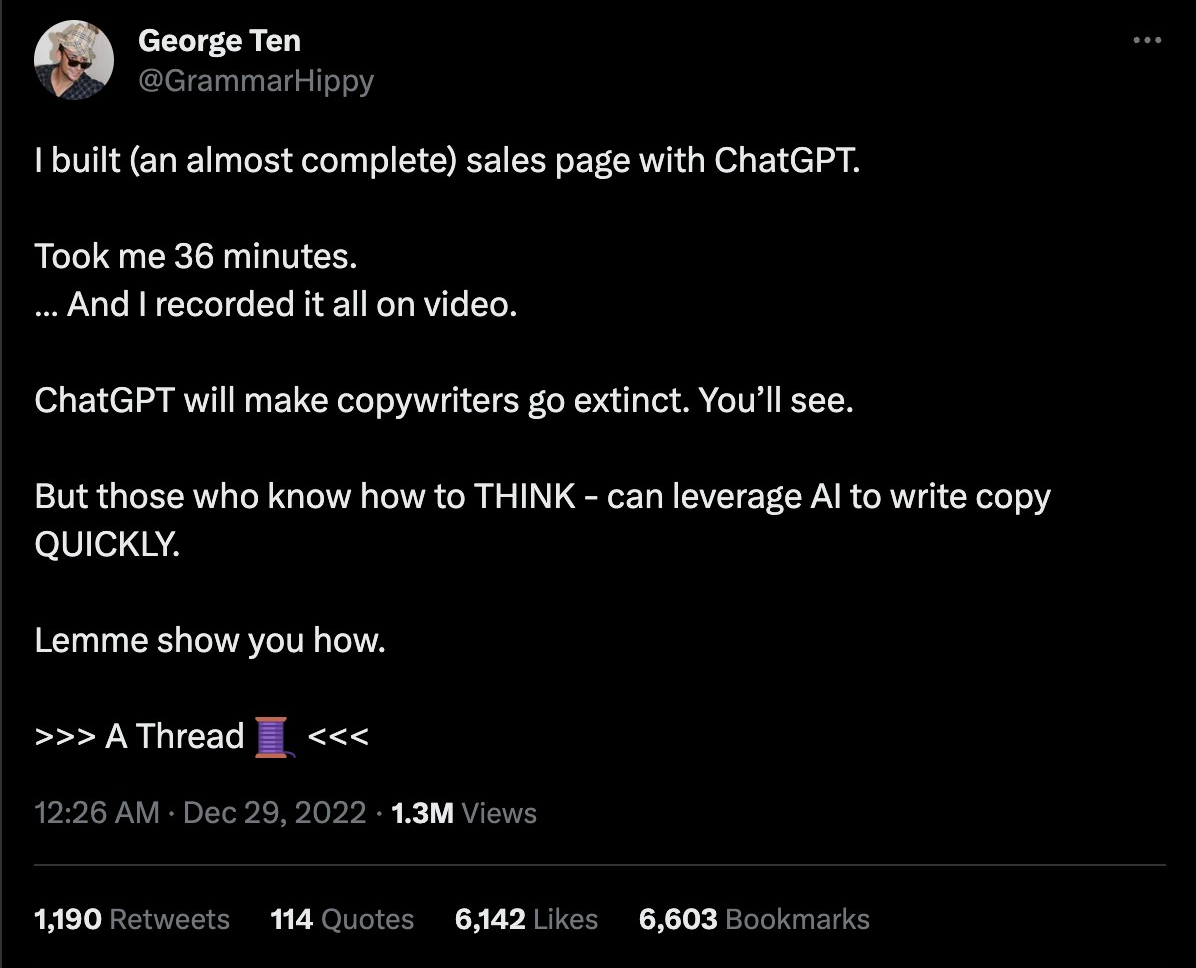 George Ten
@GrammarHippy
I built (an almost complete) sales page with ChatGPT.
Took me 36 minutes.
... And I recorded it all on video.
ChatGPT will make copywriters go extinct. You’ll see.
But those who know how to THINK - can leverage AI to write copy
QUICKLY.
Lemme show you how.
>>> A Thread 🧵 <<<
12:26 AM · Dec 29, 2022 · 1.3M Views
1,190 Retweets 114 Quotes 6,142 Likes 6,603 Bookmarks